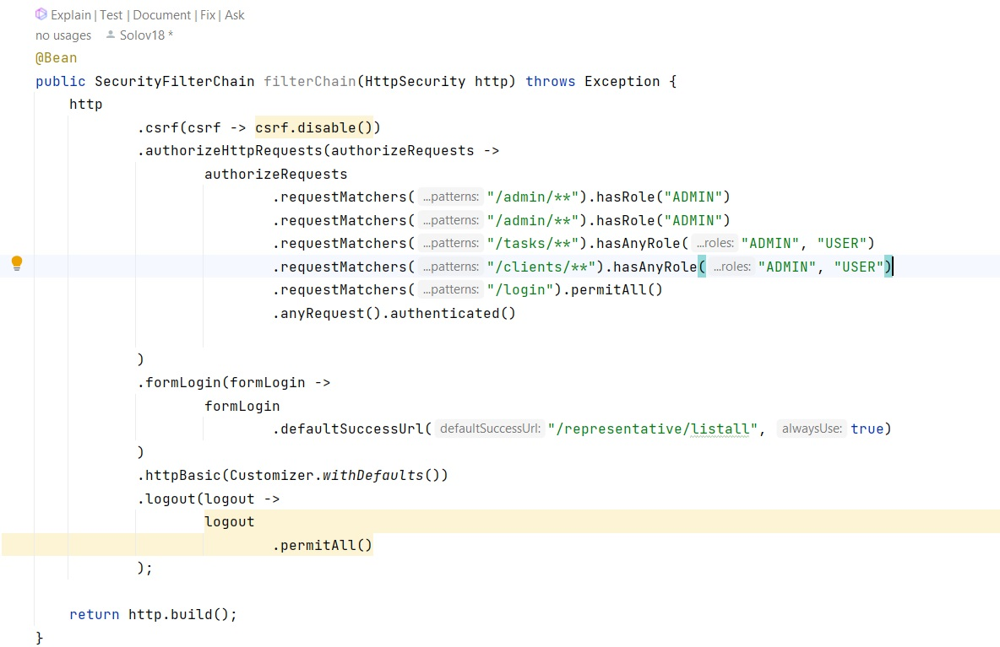 Explain | Test | Document | Fix | Ask
no usages Solov18 *
@Bean
public SecurityFilterChain filterChain(HttpSecurity http) throws Exception {
http
.csrf(csrf -> csrf.disable())
.authorizeHttpRequests(authorizeRequests ->
authorizeRequests
.requestMatchers( ...patterns: "/admin/**").hasRole("ADMIN")
.requestMatchers( ...patterns: "/admin/**").hasRole("ADMIN")
.requestMatchers( ...patterns: "/tasks/**").hasAnyRole( ...roles: "ADMIN", "USER")
.requestMatchers( ...patterns: "/clients/**").hasAnyRole( ...roles: "ADMIN", "USER")
.requestMatchers( ...patterns: "/login").permitAll()
.anyRequest().authenticated()
)
.formLogin(formLogin ->
formLogin
.defaultSuccessUrl( defaultSuccessUrl: "/representative/listall", alwaysUse: true)
)
.httpBasic(Customizer.withDefaults())
.logout(logout ->
logout
.permitAll()
);
return http.build();
}